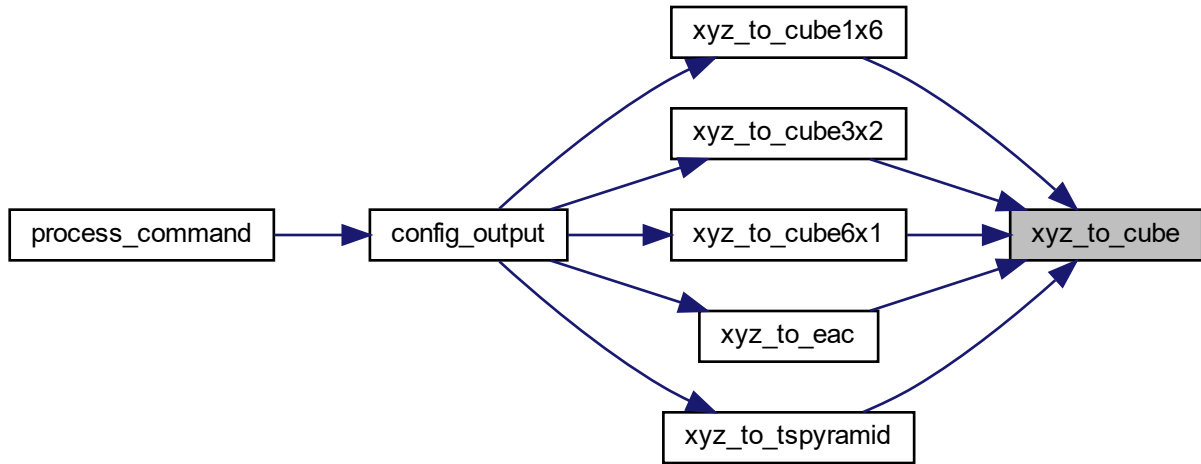 xyz_to_cube1x6
xyz_to_cube3x2
process_command
config_output
xyz_to_cube6x1
xyz_to_cube
xyz_to_eac
xyz_to_tspyramid